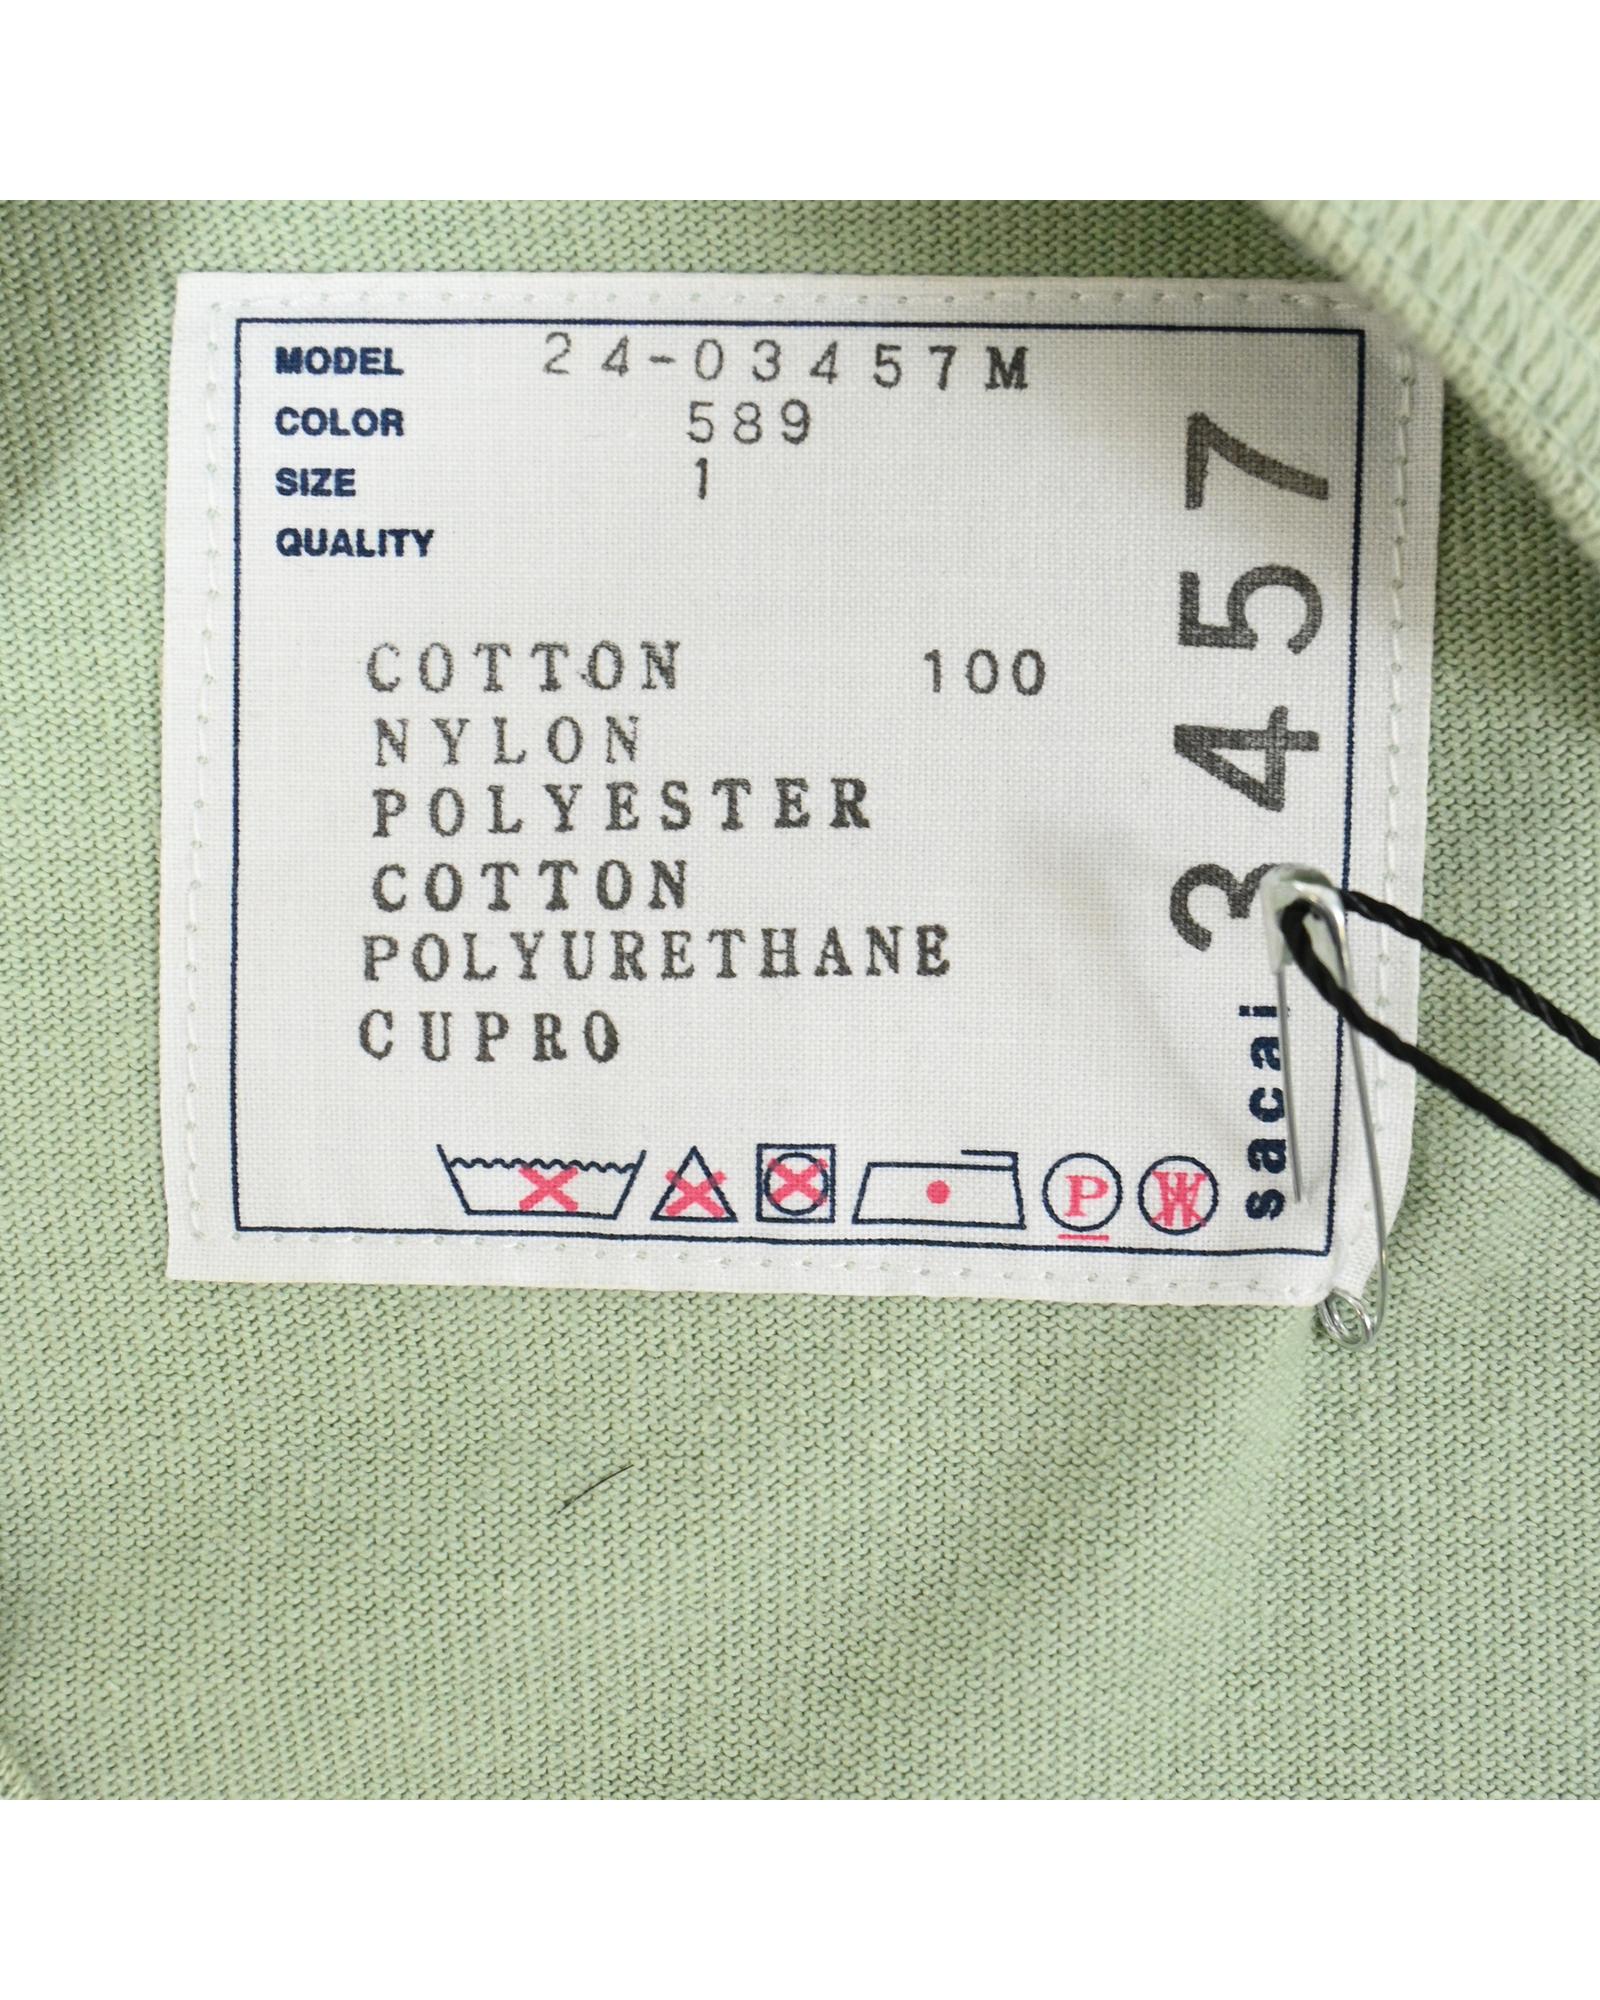 MODEL 24-03457M
COLOR 589
SIZE 1
QUALITY
COTTON 100
NYLON
POLYESTER
COTTON
POLYURETHANE
CUPRO
P
W
3457
sacai